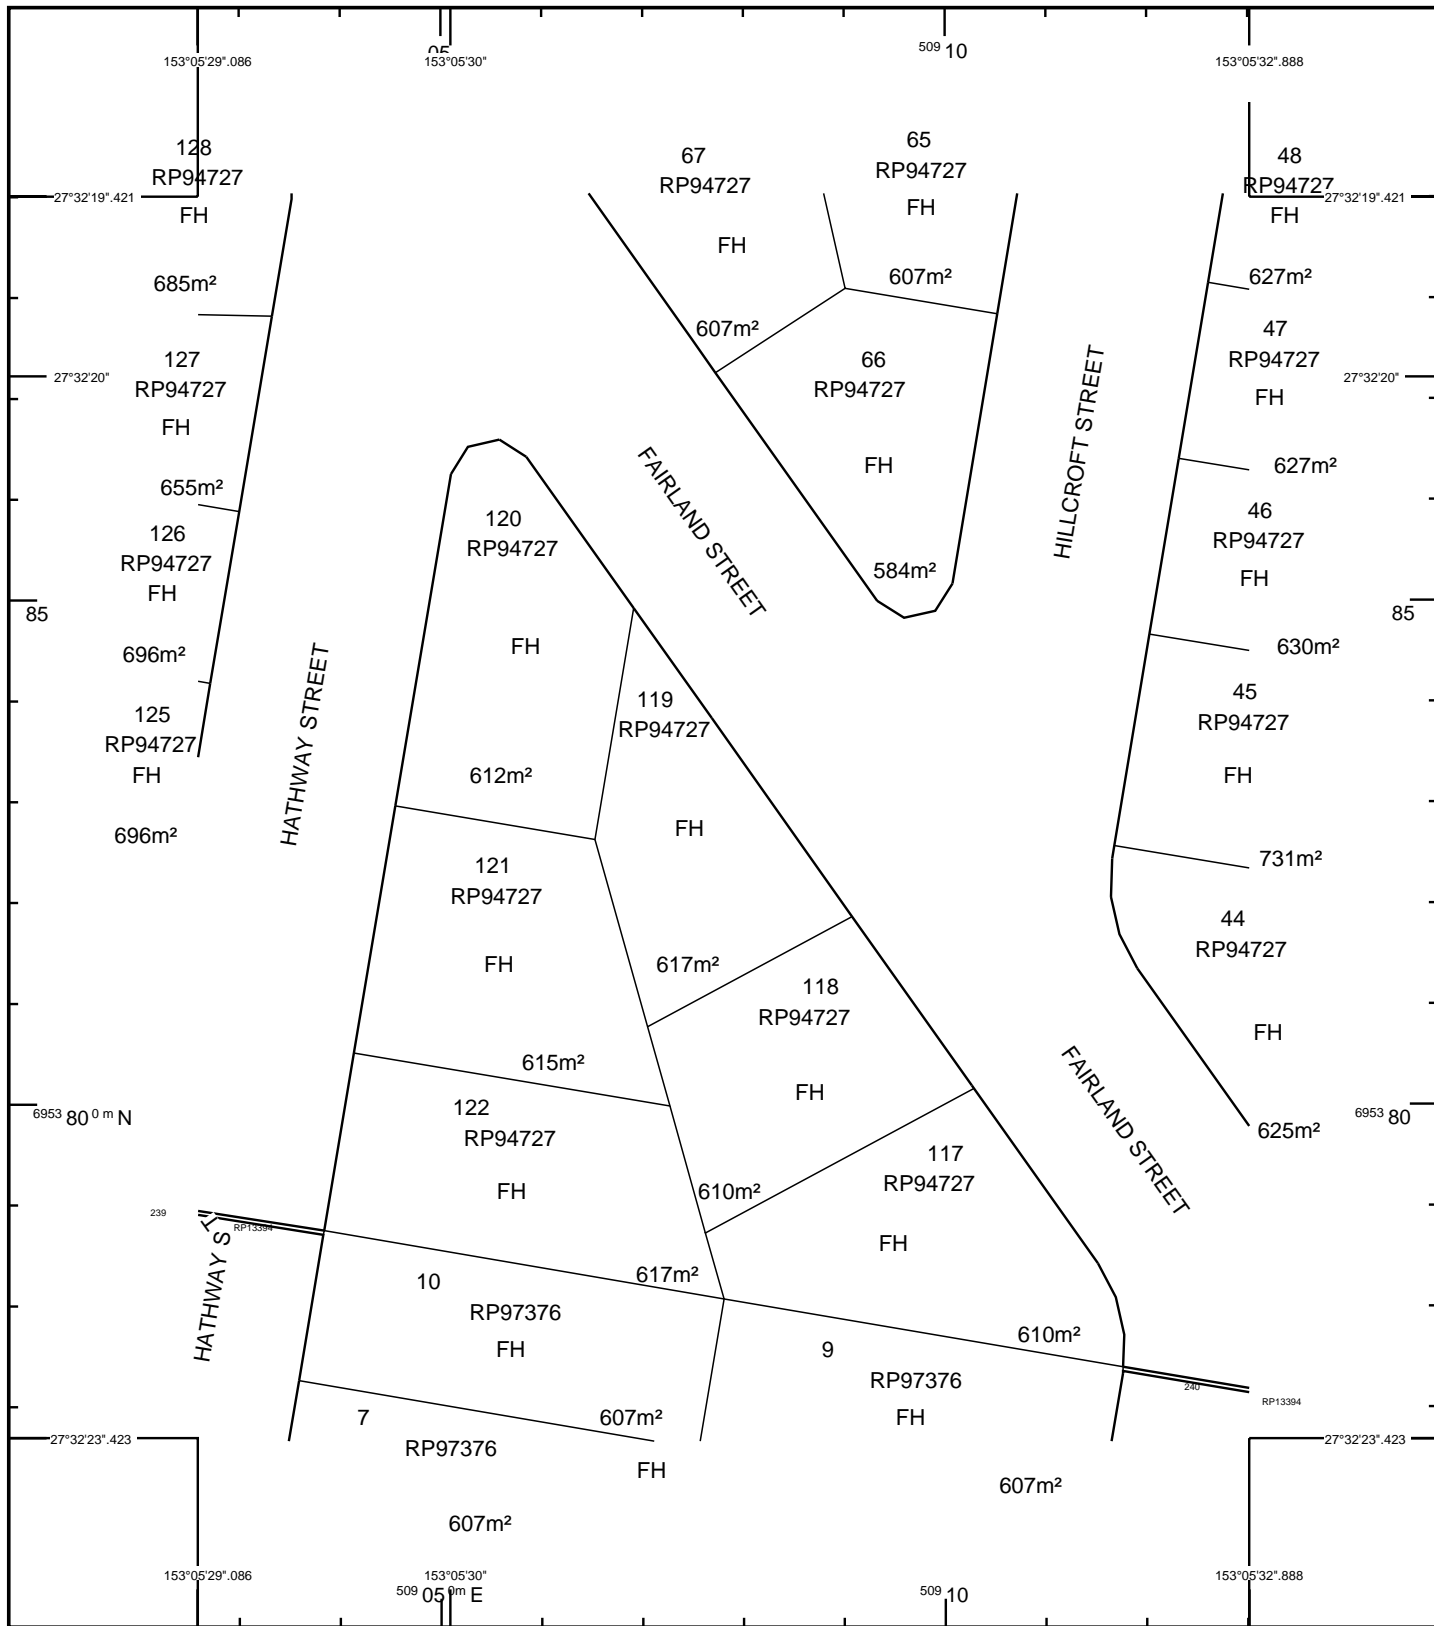 05
509 10
153°05'29".086
153°05'30"
153°05'32".888
128
RP94727
FH
685m²
27°32'19".421
67
RP94727
FH
607m²
65
RP94727
FH
607m²
48
RP94727
FH
627m²
27°32'19".421
127
RP94727
FH
655m²
27°32'20"
66
RP94727
FH
584m²
HILLCROFT STREET
47
RP94727
FH
627m²
27°32'20"
126
RP94727
FH
696m²
120
RP94727
FH
612m²
FAIRLAND STREET
46
RP94727
FH
630m²
85
85
125
RP94727
FH
696m²
HATHWAY STREET
119
RP94727
FH
617m²
45
RP94727
FH
731m²
121
RP94727
FH
615m²
118
RP94727
FH
610m²
44
RP94727
FH
625m²
6953 80 0 m N
122
RP94727
FH
617m²
117
RP94727
FH
610m²
FAIRLAND STREET
6953 80
239
RP13394
HATHWAY ST
10
RP97376
FH
607m²
9
RP97376
FH
607m²
240
RP13394
27°32'23".423
7
RP97376
FH
607m²
27°32'23".423
153°05'29".086
153°05'30"
153°05'32".888
509 05 0m E
509 10